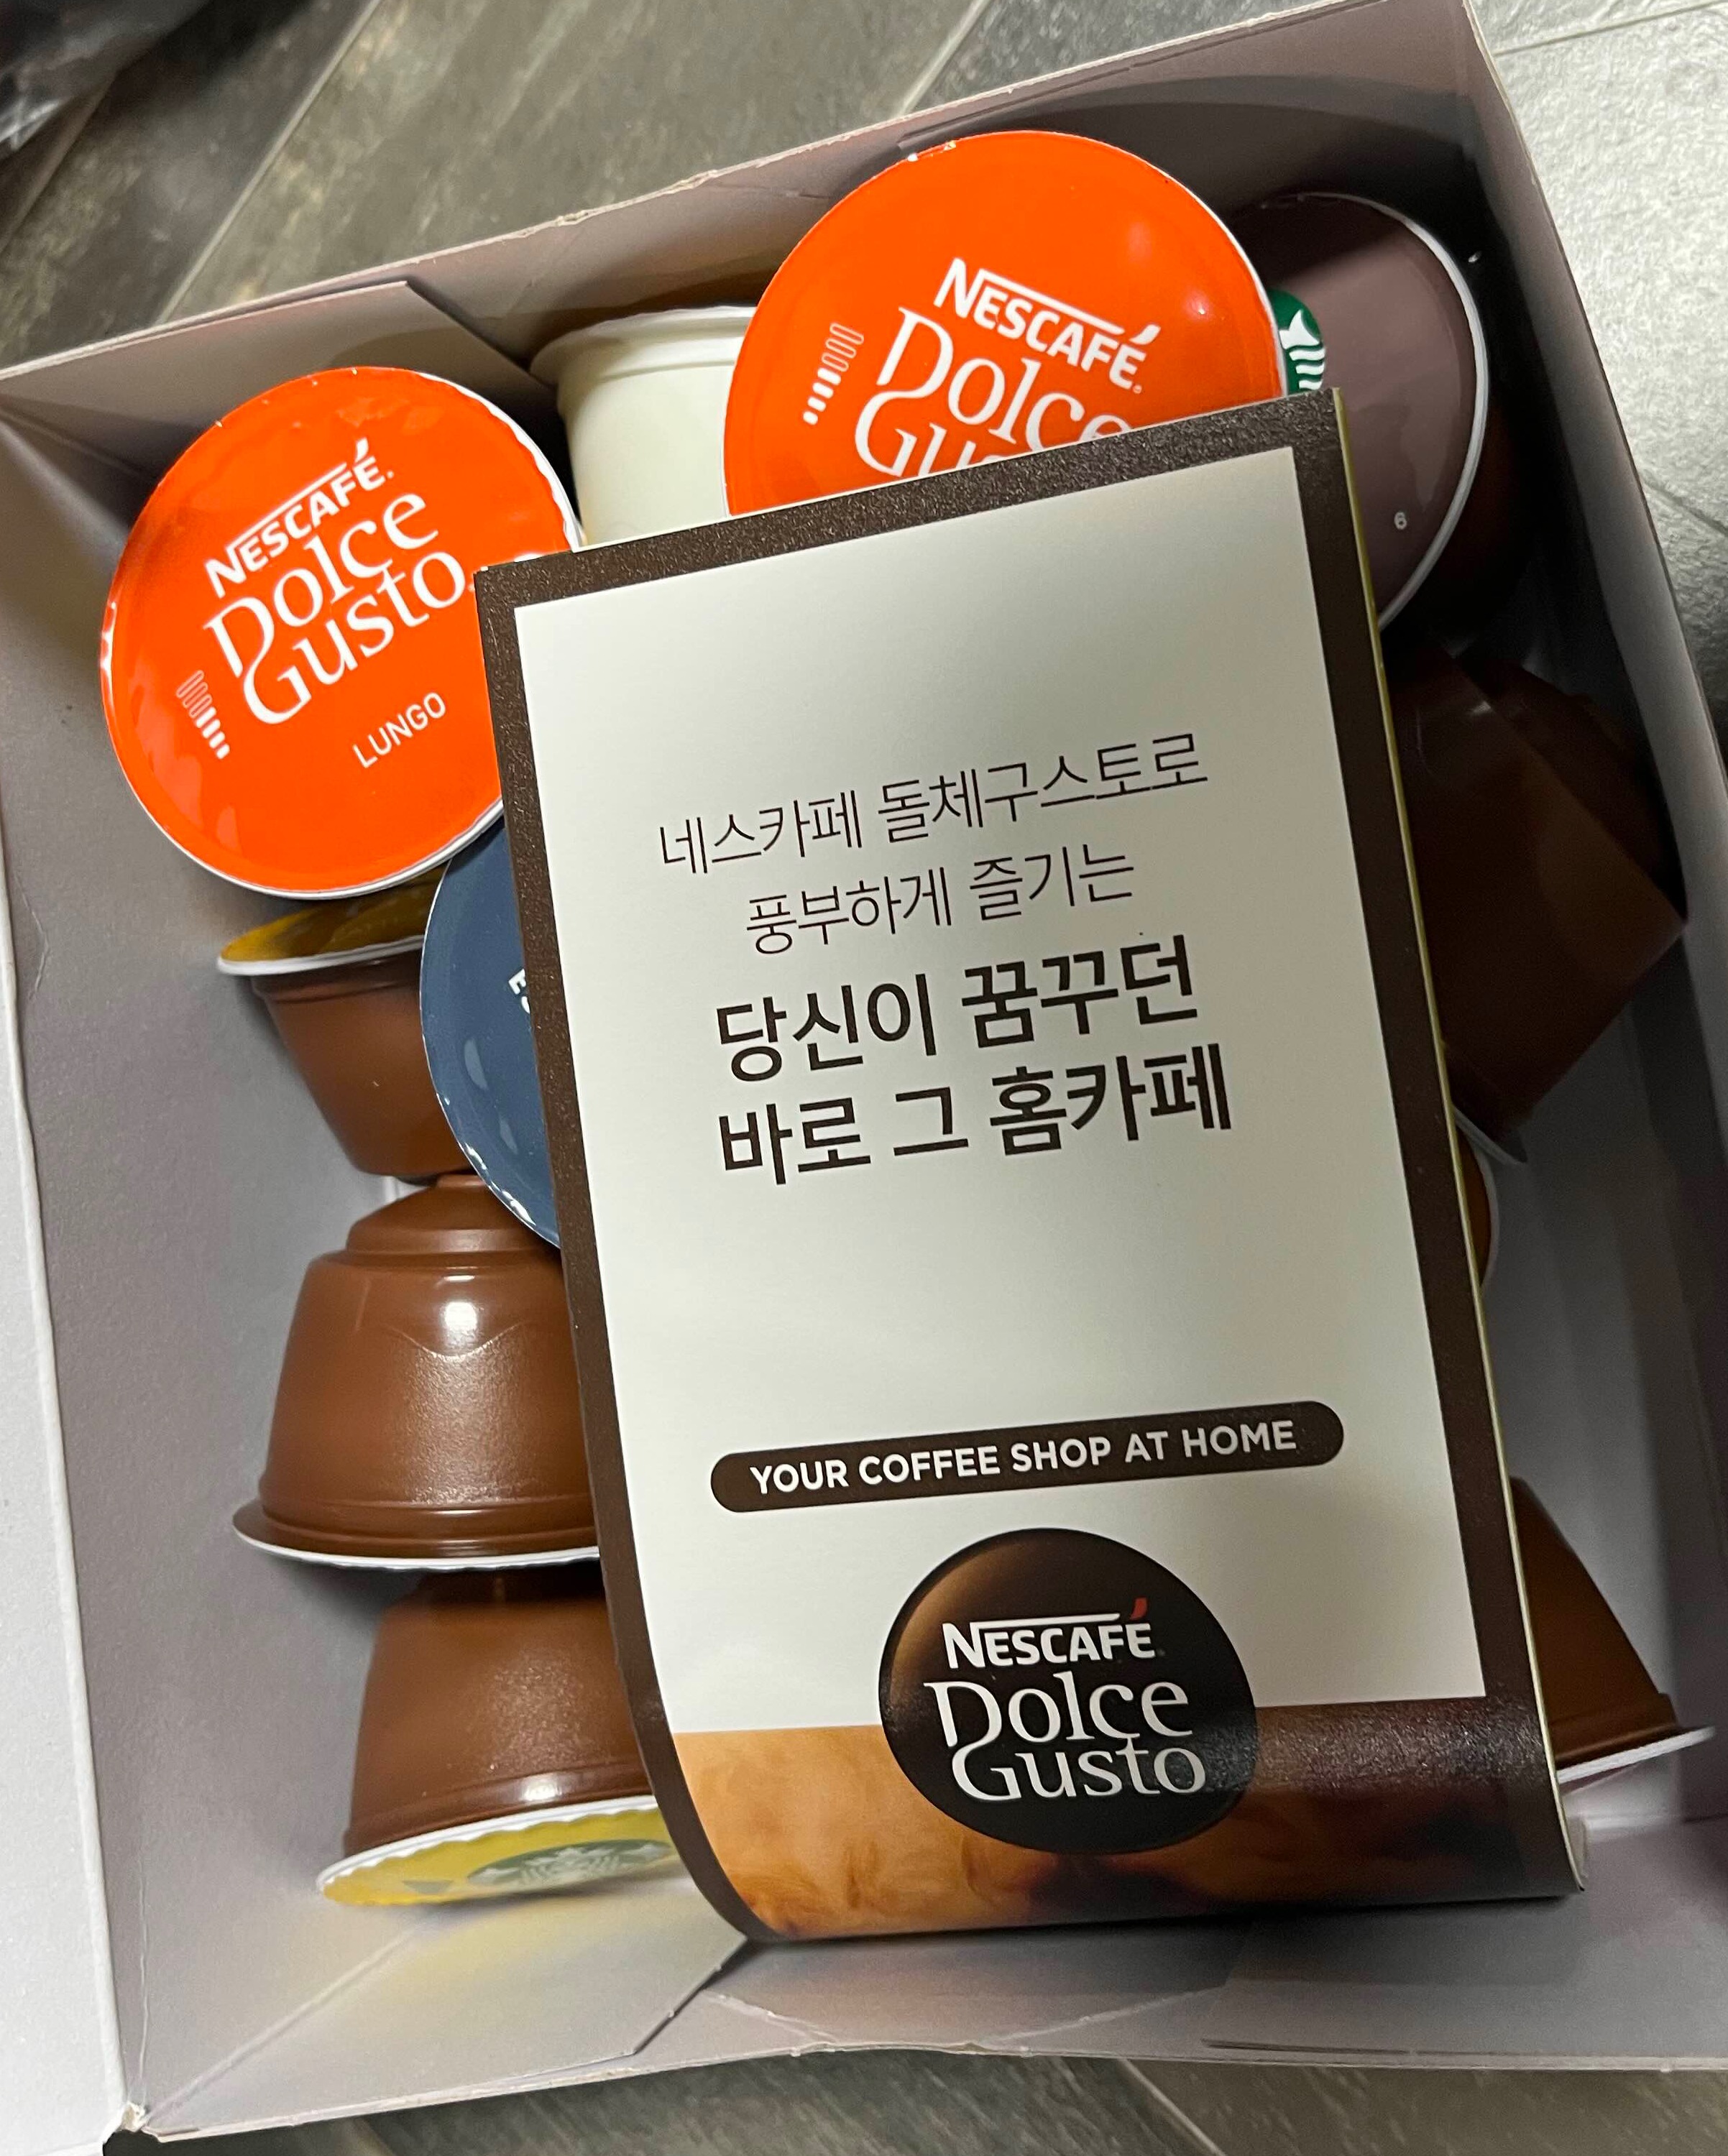 NESCAFÉ
Dolce
NESCAFÉ.
Dolce
Gusto
LUNGO
6
네스카페 돌체구스토로
풍부하게 즐기는
당신이 꿈꾸던
바로 그 홈카페
YOUR COFFEE SHOP AT HOME
NESCAFÉ
Dolce
Gusto